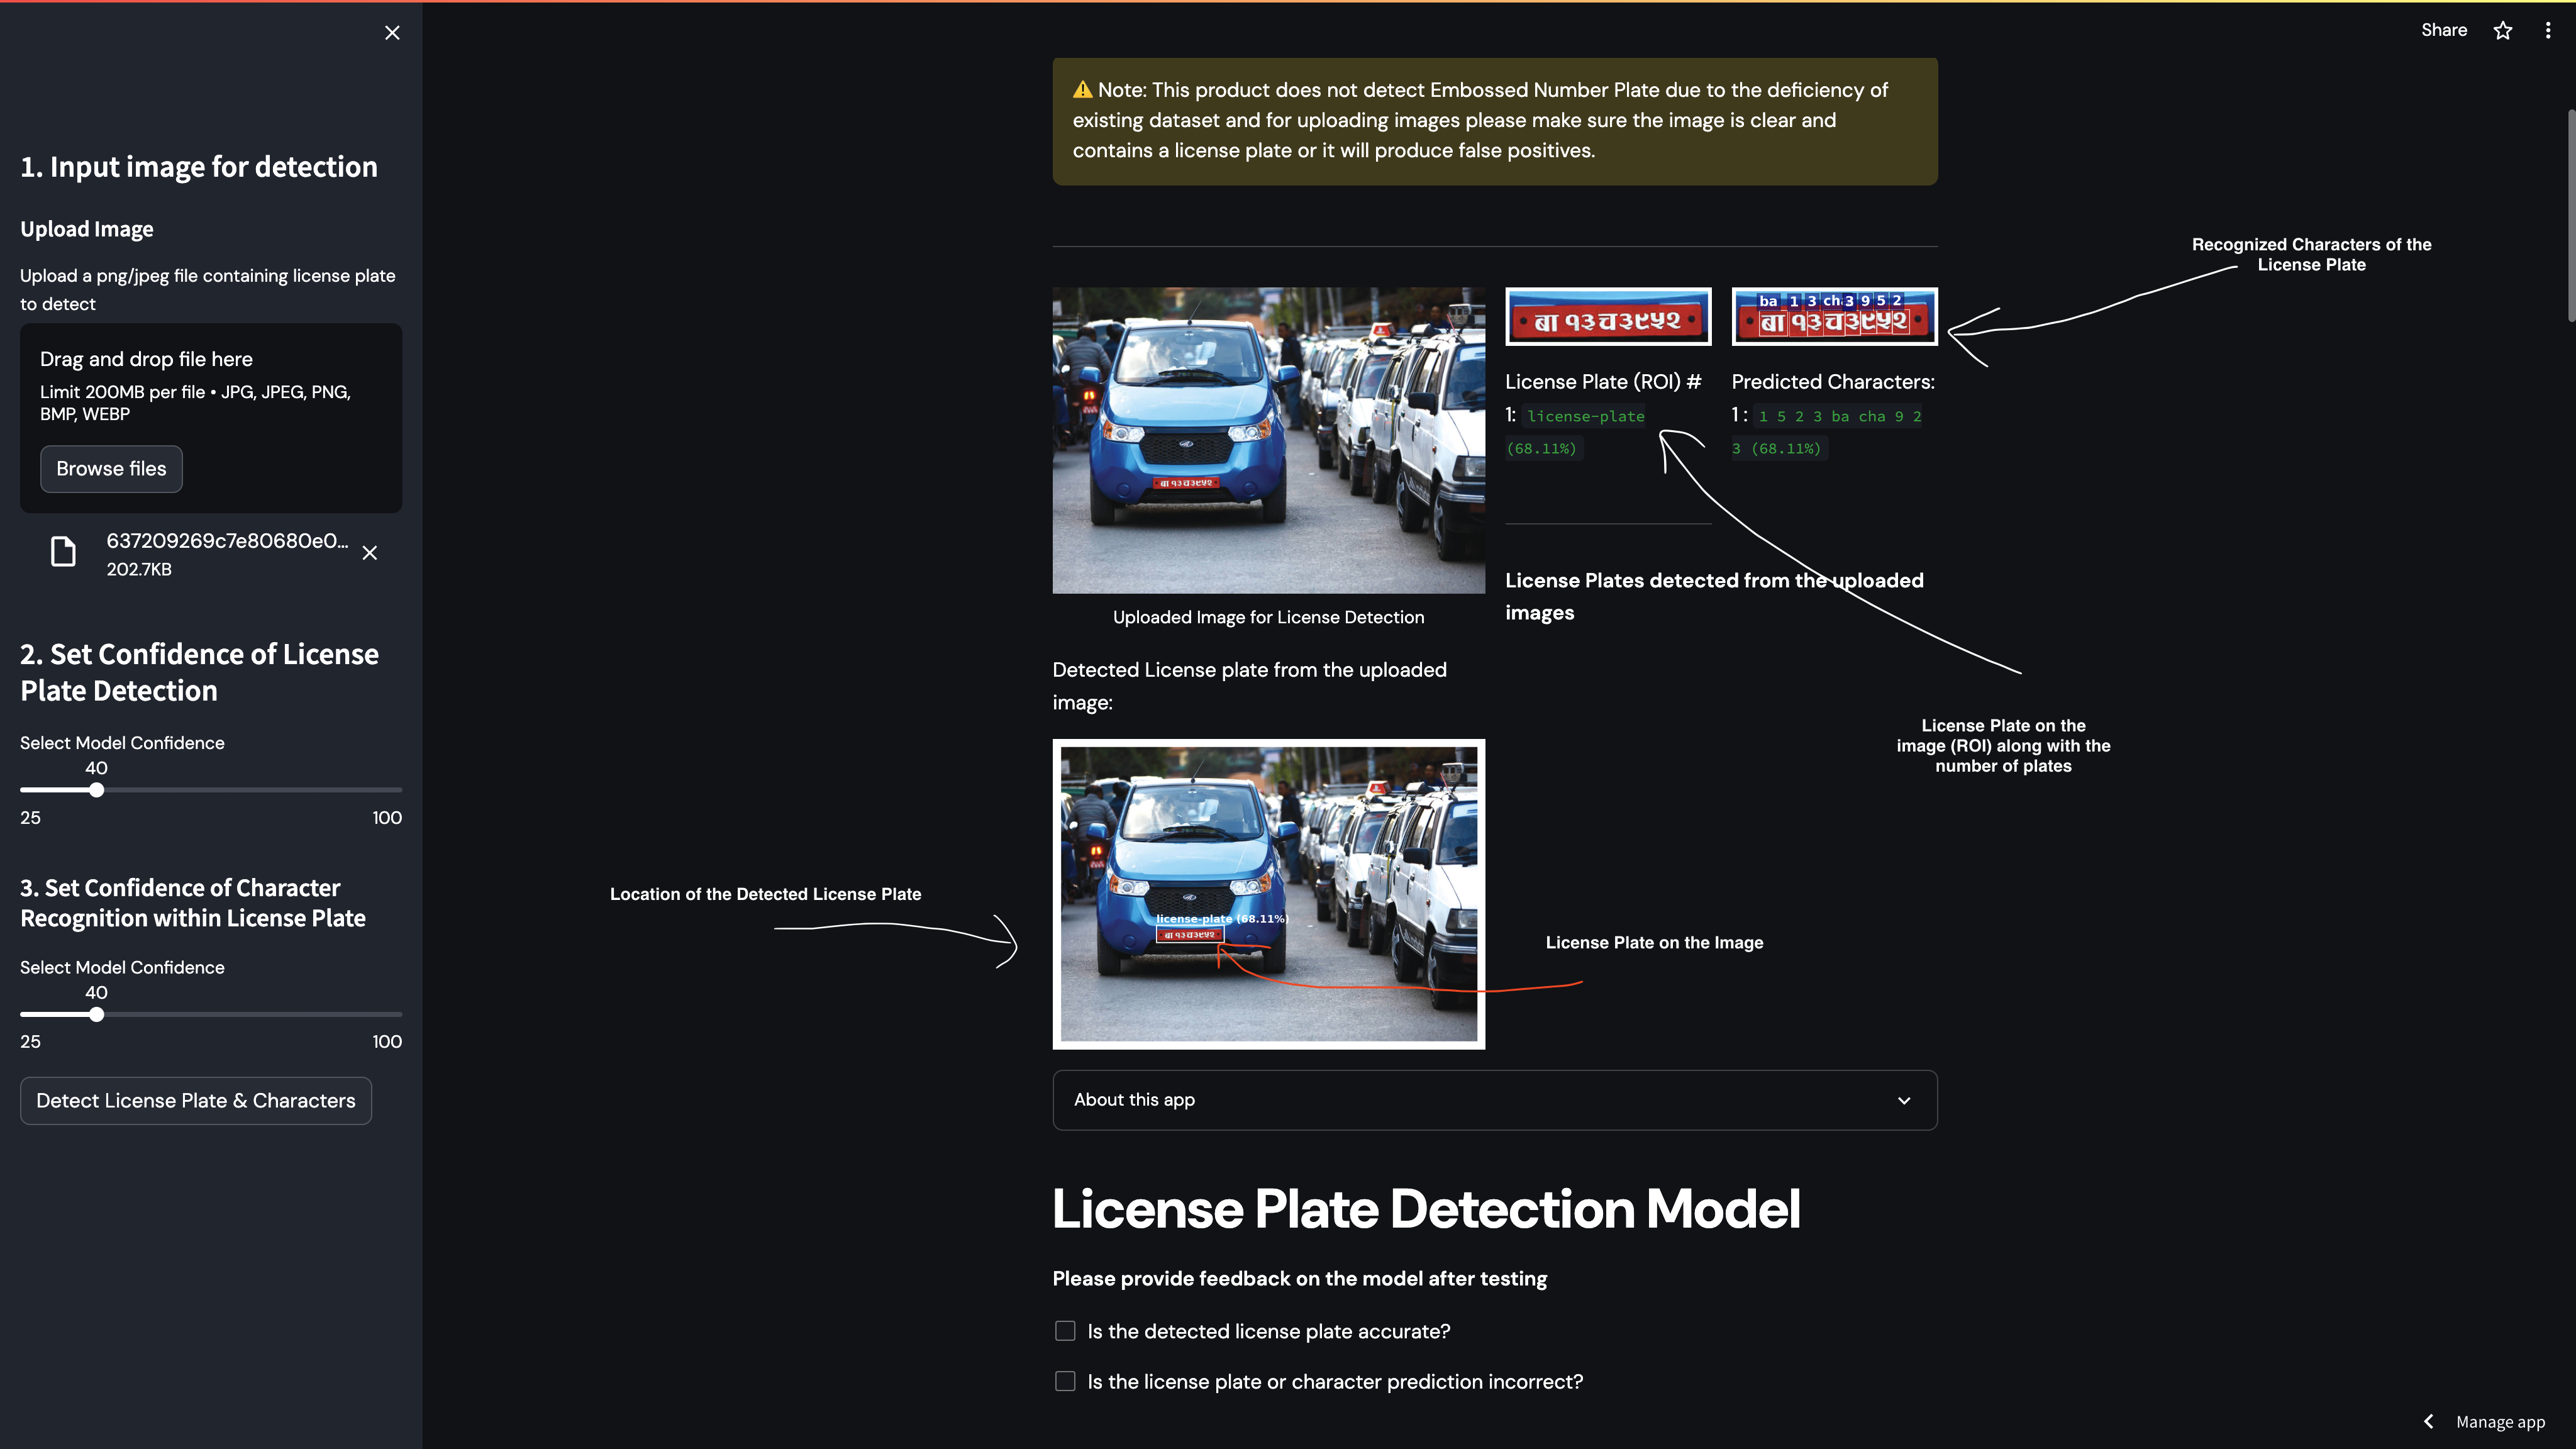 Share
1. Input image for detection
Upload Image
Upload a png/jpeg file containing license plate
to detect
Drag and drop file here
Limit 200MB per file • JPG, JPEG, PNG,
BMP, WEBP
Browse files
637209269c7e80680e0...
202.7KB
2. Set Confidence of License
Plate Detection
Select Model Confidence
40
25 100
3. Set Confidence of Character
Recognition within License Plate
Select Model Confidence
40
25 100
Detect License Plate & Characters
⚠ Note: This product does not detect Embossed Number Plate due to the deficiency of
existing dataset and for uploading images please make sure the image is clear and
contains a license plate or it will produce false positives.
बा १३च३९५२
Uploaded Image for License Detection
बा १३च३९५२
License Plate (ROI) #
1: license-plate
(68.11%)
ba 1 3 ch 3 9 5 2
बा १३च३९५२
Predicted Characters:
1 : 1 5 2 3 ba cha 9 2
3 (68.11%)
Recognized Characters of the
License Plate
License Plates detected from the uploaded
images
License Plate on the
image (ROI) along with the
number of plates
Detected License plate from the uploaded
image:
license-plate (68.11%)
बा १३च३९५२
Location of the Detected License Plate
License Plate on the Image
About this app
License Plate Detection Model
Please provide feedback on the model after testing
Is the detected license plate accurate?
Is the license plate or character prediction incorrect?
Manage app